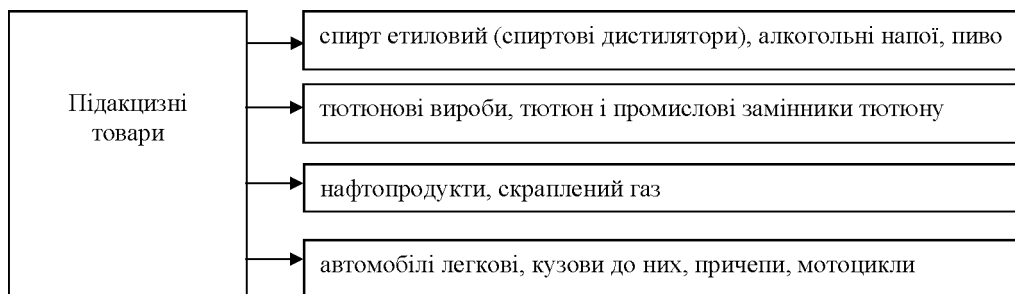 Підакцизні
товари
спирт етиловий (спиртові дистилятори), алкогольні напої, пиво
тютюнові вироби, тютюн і промислові замінники тютюну
нафтопродукти, скраплений газ
автомобілі легкові, кузови до них, причепи, мотоцикли